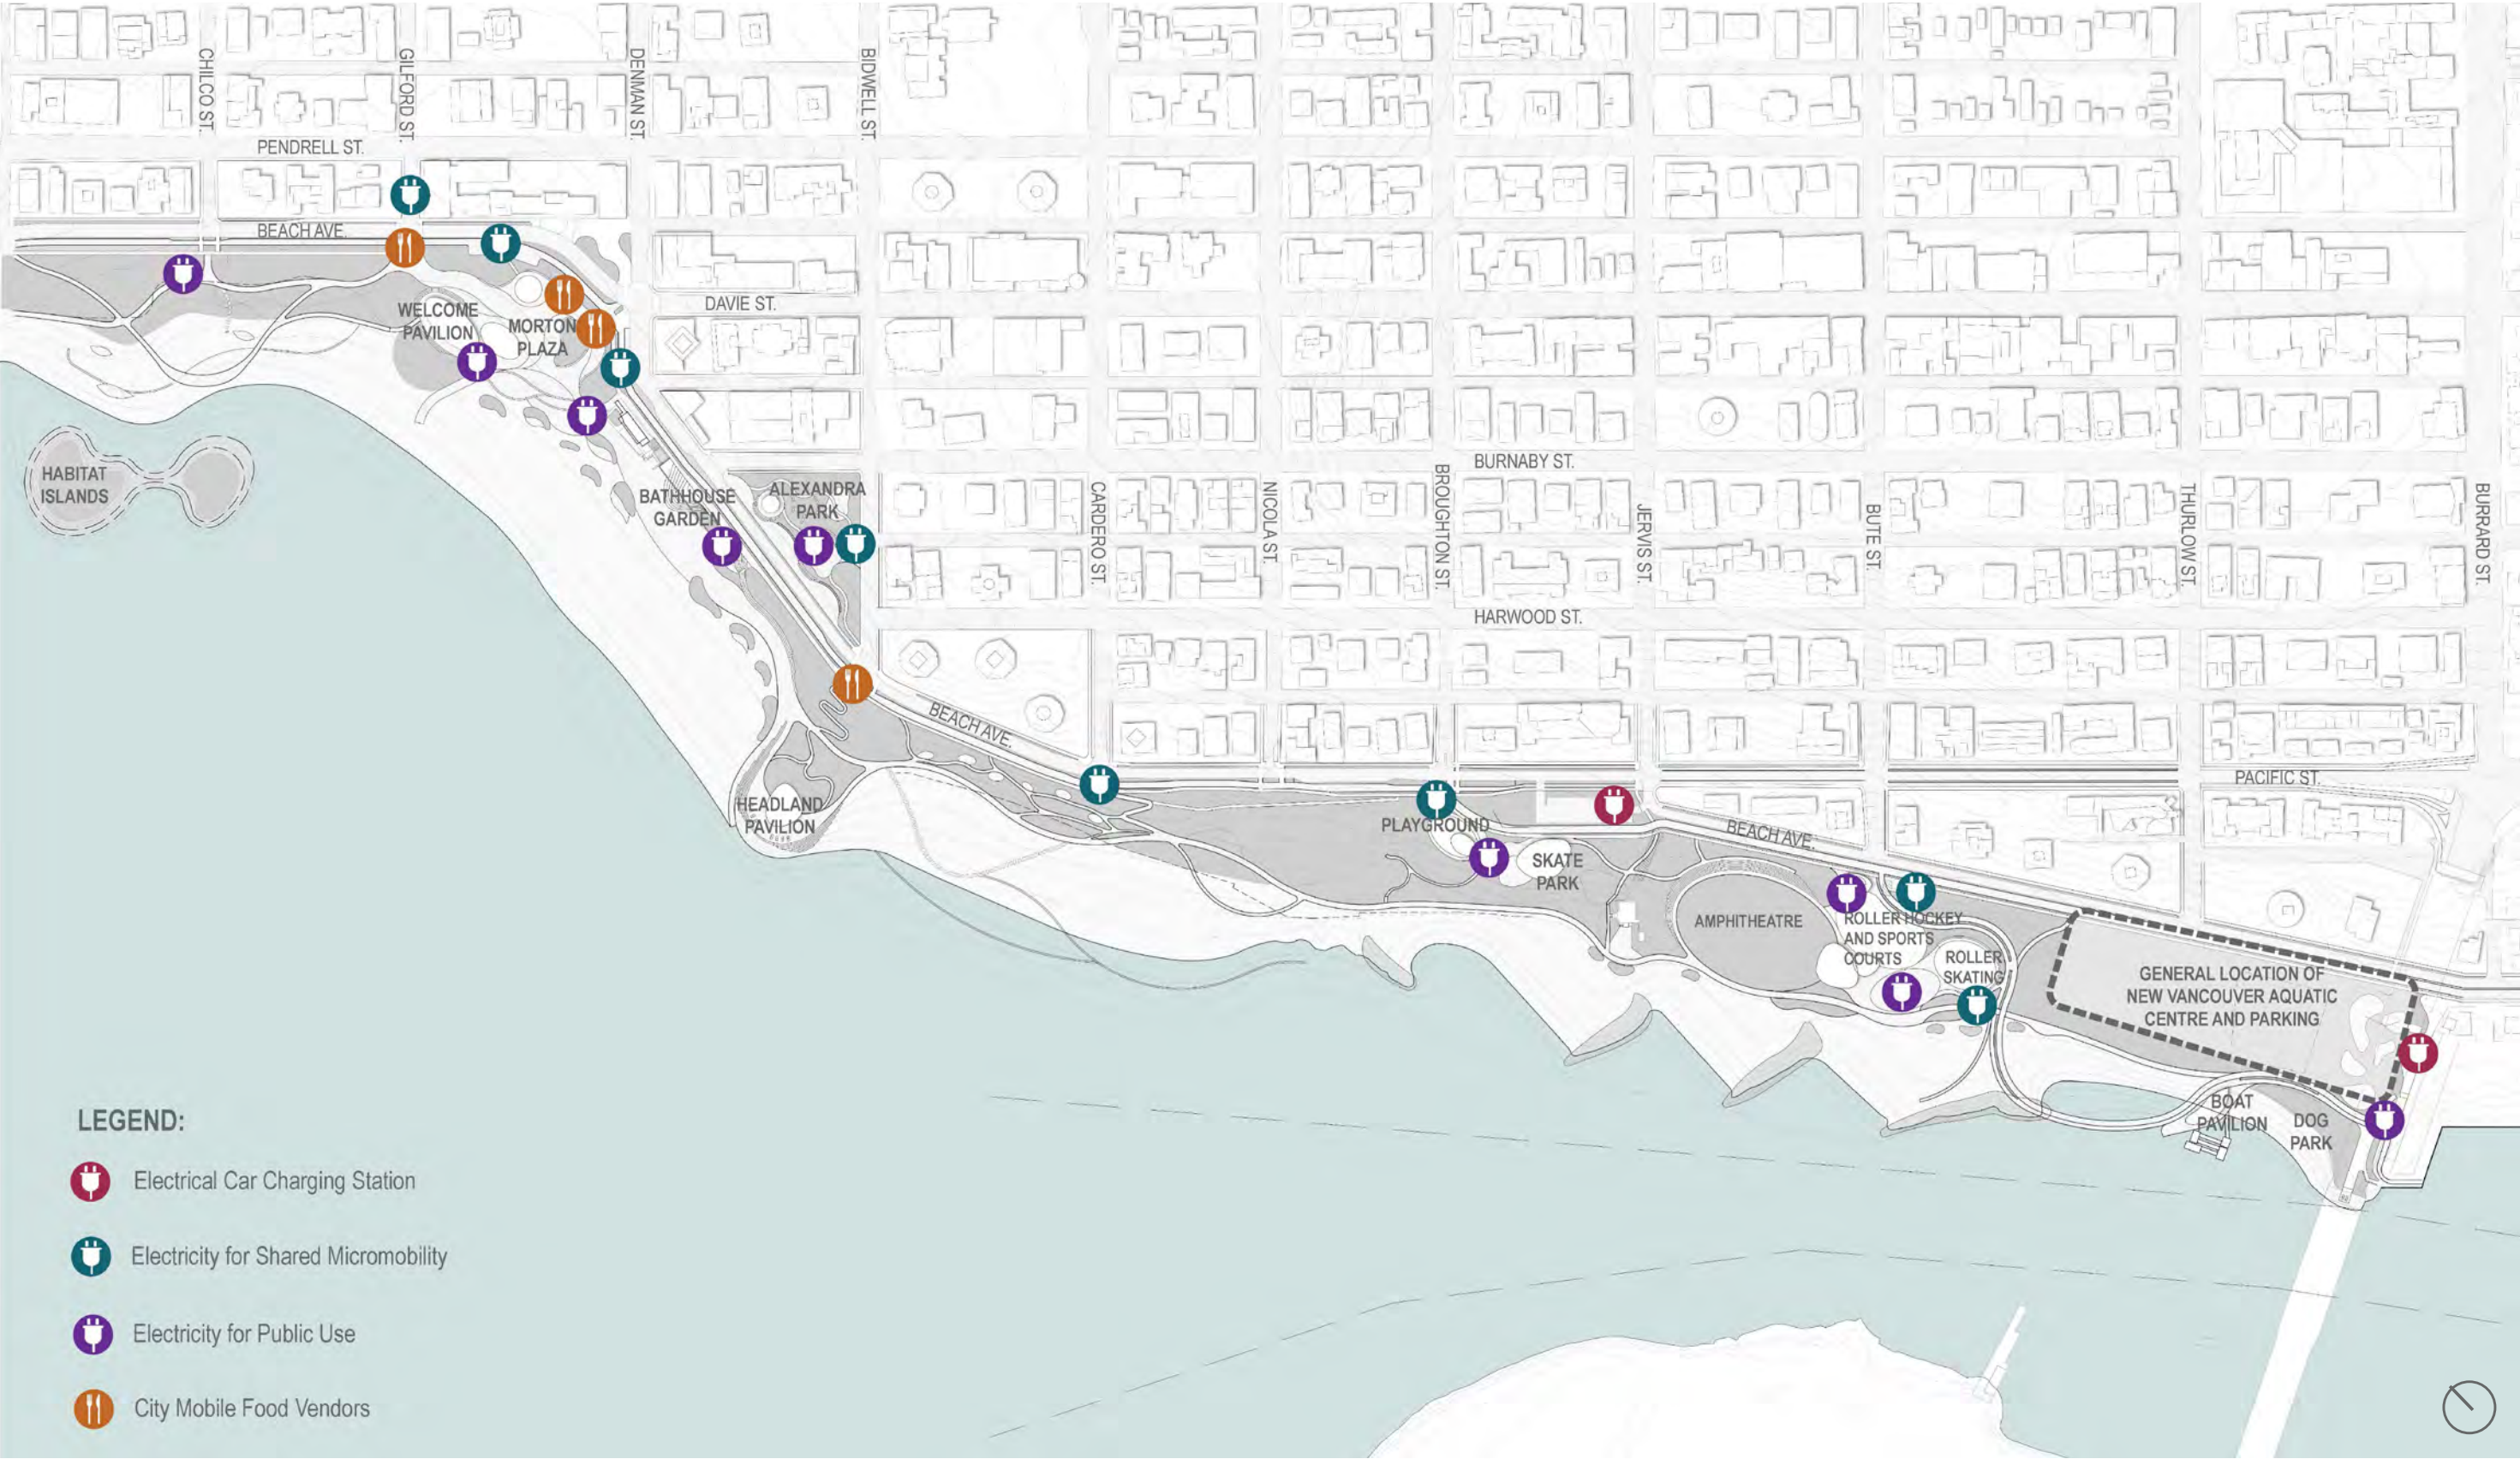 CHILCO ST.
GILFORD ST.
DENMAN ST.
BIDWELL ST.
PENDRELL ST.
BEACH AVE.
DAVIE ST.
WELCOME
PAVILION
MORTON
PLAZA
HABITAT
ISLANDS
BATHHOUSE
GARDEN
ALEXANDRA
PARK
BURNABY ST.
CARDERO ST.
NICOLA ST.
BROUGHTON ST.
JERVIS ST.
BUTE ST.
THURLOW ST.
BURRARD ST.
HARWOOD ST.
BEACH AVE.
PACIFIC ST.
HEADLAND
PAVILION
PLAYGROUND
SKATE
PARK
BEACH AVE.
AMPHITHEATRE
ROLLER HOCKEY
AND SPORTS
COURTS
ROLLER
SKATING
GENERAL LOCATION OF
NEW VANCOUVER AQUATIC
CENTRE AND PARKING
BOAT
PAVILION
DOG
PARK
LEGEND:
Electrical Car Charging Station
Electricity for Shared Micromobility
Electricity for Public Use
City Mobile Food Vendors